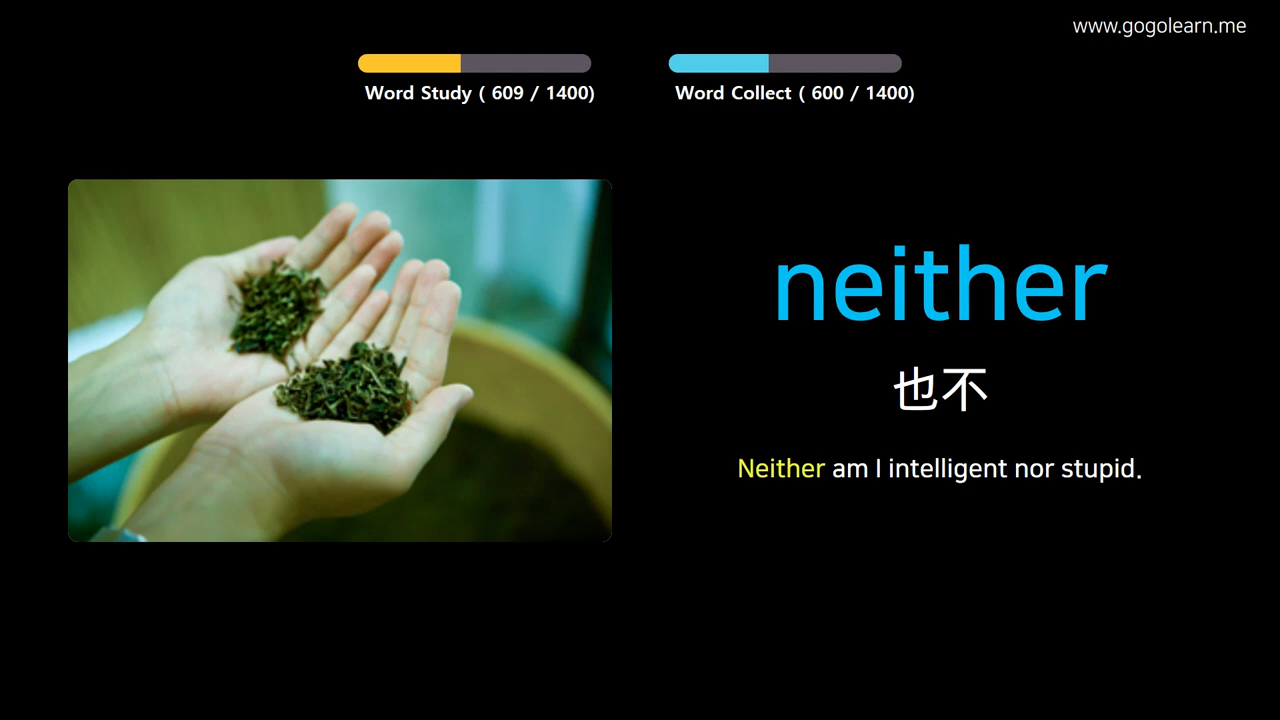 www.gogolearn.me
Word Study ( 609 / 1400)
Word Collect ( 600 / 1400)
neither
也不
Neither am I intelligent nor stupid.